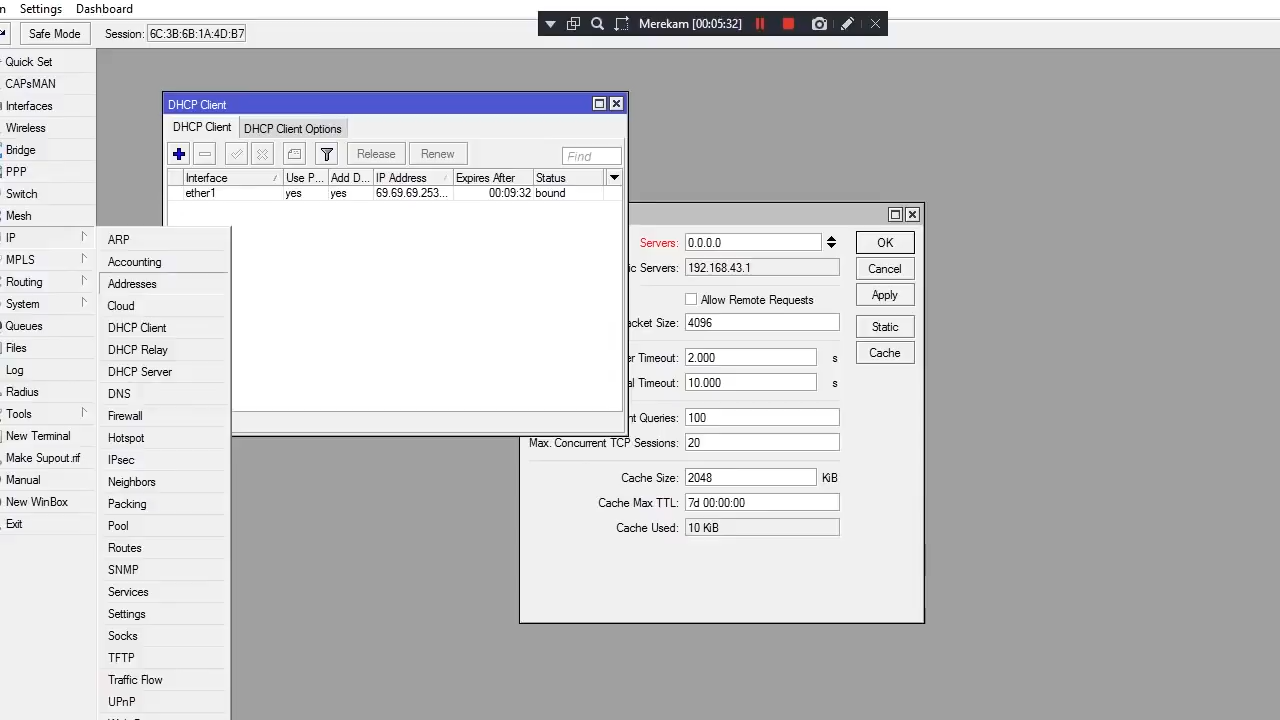 Settings Dashboard
Merekam [00:05:32]
Safe Mode Session: 6C:3B:6B:1A:4D:B7
Quick Set
CAPsMAN
Interfaces
Wireless
Bridge
PPP
Switch
Mesh
IP
MPLS
Routing
System
Queues
Files
Log
Radius
Tools
New Terminal
Make Supout.rif
Manual
New WinBox
Exit
ARP
Accounting
Addresses
Cloud
DHCP Client
DHCP Relay
DHCP Server
DNS
Firewall
Hotspot
IPsec
Neighbors
Packing
Pool
Routes
SNMP
Services
Settings
Socks
TFTP
Traffic Flow
UPnP
DHCP Client
DHCP Client DHCP Client Options
Release Renew Find
Interface Use P... Add D... IP Address Expires After Status
ether1 yes yes 69.69.69.253... 00:09:32 bound
Servers: 0.0.0.0 OK
Servers: 192.168.43.1 Cancel
Allow Remote Requests Apply
Size: 4096
Static
Timeout: 2.000 s Cache
Timeout: 10.000 s
Queries: 100
Max. Concurrent TCP Sessions: 20
Cache Size: 2048 KiB
Cache Max TTL: 7d 00:00:00
Cache Used: 10 KiB